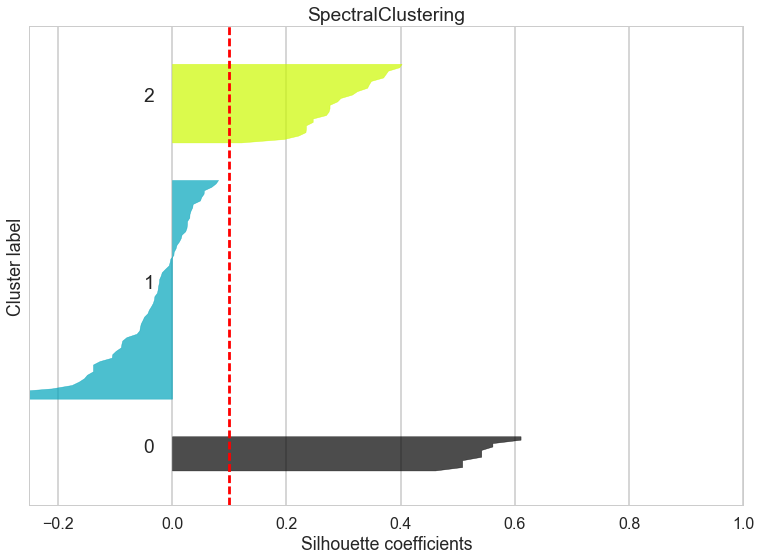 SpectralClustering
2
1
0
Cluster label
−0.2 0.0 0.2 0.4 0.6 0.8 1.0
Silhouette coefficients